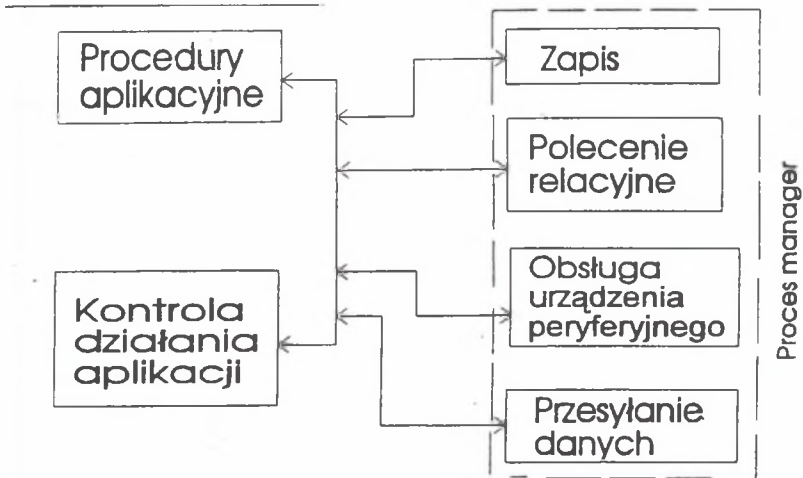 Procedury
aplikacyjne
Kontrola
działania
aplikacji
Zapis
Polecenie
relacyjne
Obsługa
urządzenia
peryferyjnego
Przesyłanie
danych
Proces manager